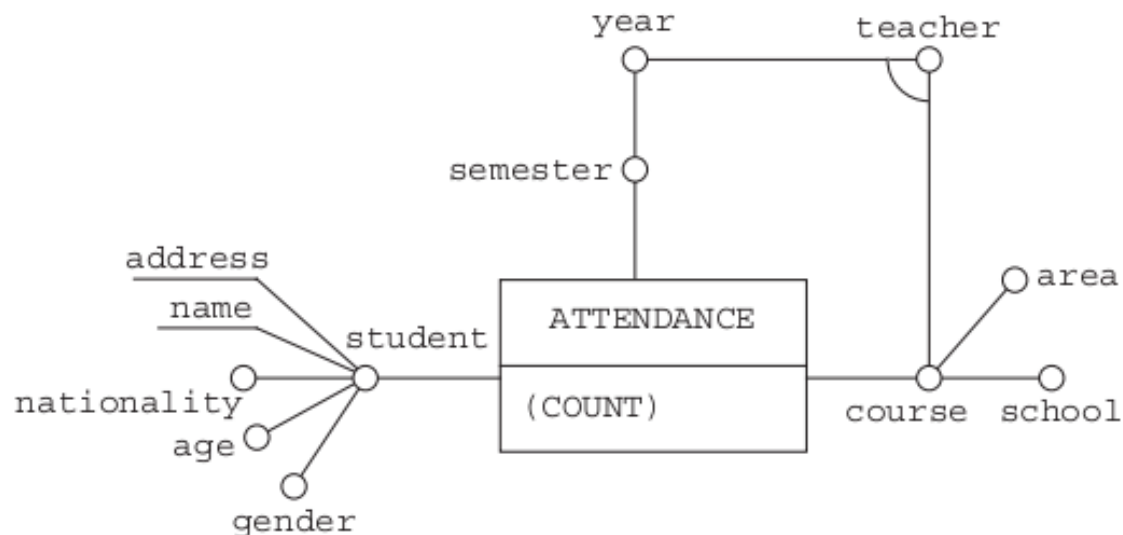 year
teacher
semester
address
name
student
nationality
age
gender
ATTENDANCE
(COUNT)
area
course
school